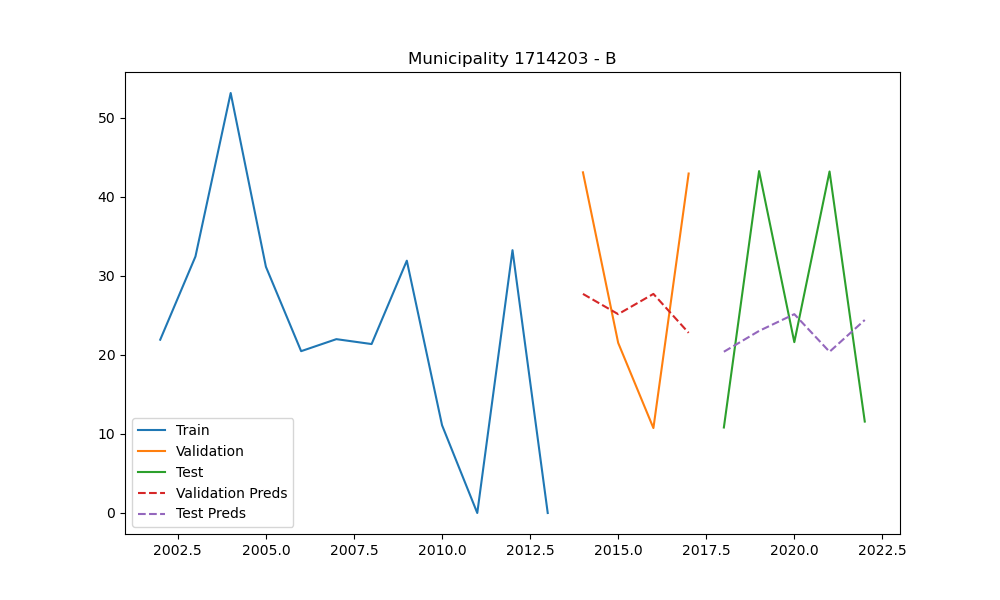 Municipality 1714203 - B
50
40
30
20
10
0
Train
Validation
Test
Validation Preds
Test Preds
2002.5 2005.0 2007.5 2010.0 2012.5 2015.0 2017.5 2020.0 2022.5